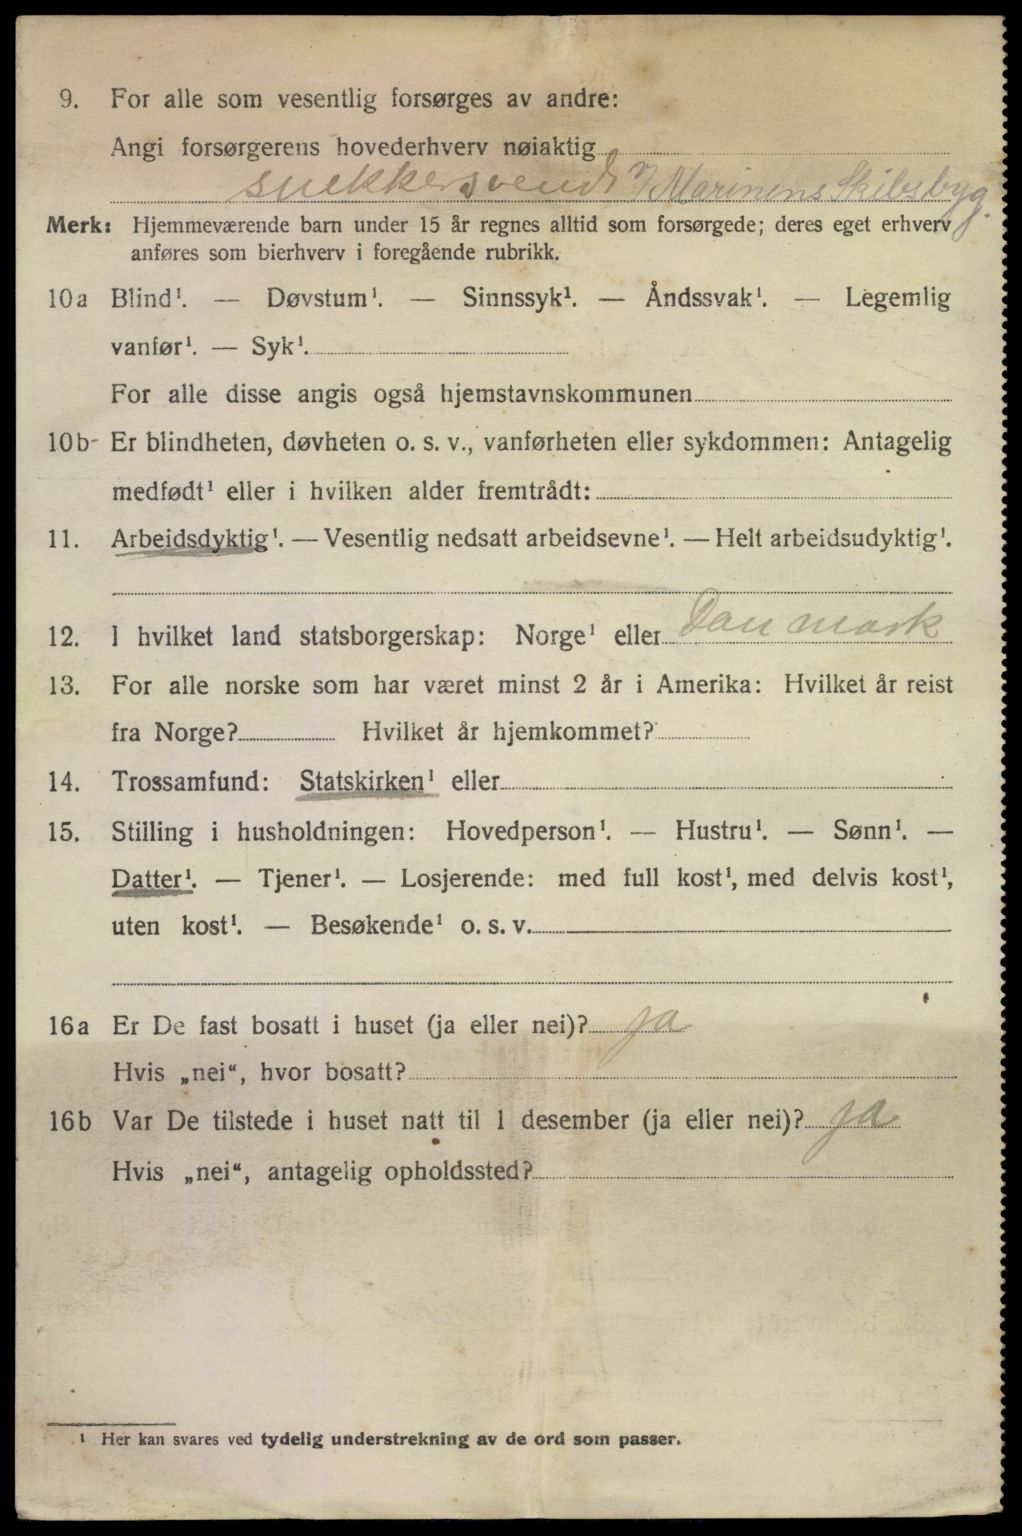 9. For alle som vesentlig forsørges av andre:
Angi forsørgerens hovederhverv nøiaktig
snekkersvend v/ Marinens Skibsbyg.
Merk: Hjemmeværende barn under 15 år regnes alltid som forsørgede; deres eget erhverv
anføres som bierhverv i foregående rubrikk.
10a Blind¹. — Døvstum¹. — Sinnssyk¹. — Åndssvak¹. — Legemlig
vanfør¹. — Syk¹.
For alle disse angis også hjemstavnskommunen
10b Er blindheten, døvheten o. s. v., vanførheten eller sykdommen: Antagelig
medfødt¹ eller i hvilken alder fremtrådt:
11. Arbeidsdyktig¹. — Vesentlig nedsatt arbeidsevne¹. — Helt arbeidsudyktig¹.
12. I hvilket land statsborgerskap: Norge¹ eller Danmark
13. For alle norske som har været minst 2 år i Amerika: Hvilket år reist
fra Norge? Hvilket år hjemkommet?
14. Trossamfund: Statskirken¹ eller
15. Stilling i husholdningen: Hovedperson¹. — Hustru¹. — Sønn¹. —
Datter¹. — Tjener¹. — Losjerende: med full kost¹, med delvis kost¹,
uten kost¹. — Besøkende¹ o. s. v.
16a Er De fast bosatt i huset (ja eller nei)? ja
Hvis „nei“, hvor bosatt?
16b Var De tilstede i huset natt til 1 desember (ja eller nei)? ja
Hvis „nei“, antagelig opholdssted?
¹ Her kan svares ved tydelig understrekning av de ord som passer.